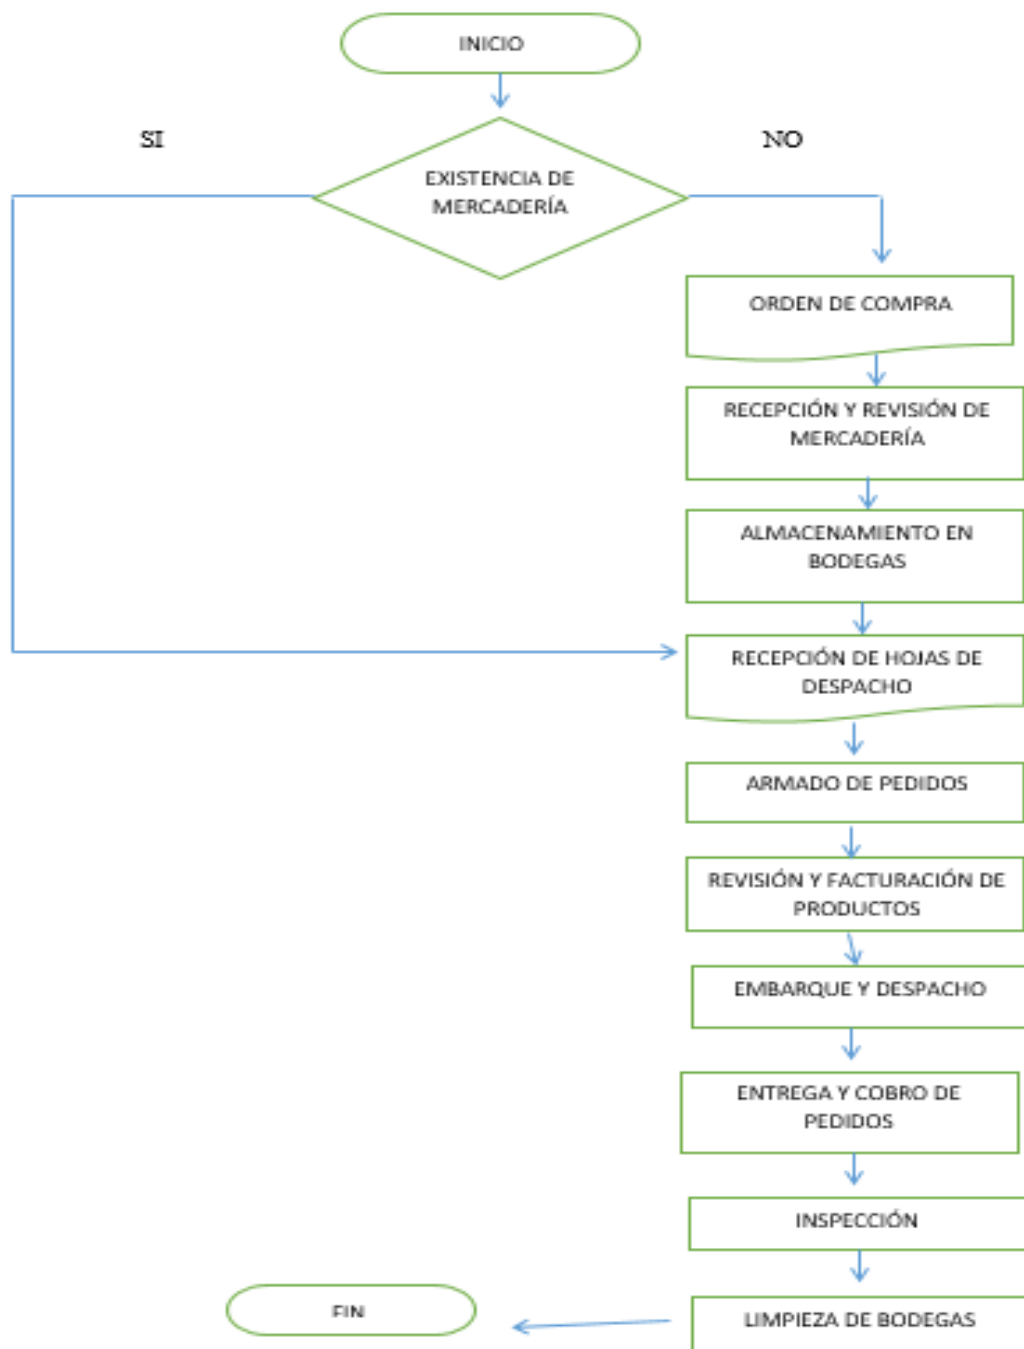 INICIO
SI
NO
EXISTENCIA DE
MERCADERÍA
ORDEN DE COMPRA
RECEPCIÓN Y REVISIÓN DE
MERCADERÍA
ALMACENAMIENTO EN
BODEGAS
RECEPCIÓN DE HOJAS DE
DESPACHO
ARMADO DE PEDIDOS
REVISIÓN Y FACTURACIÓN DE
PRODUCTOS
EMBARQUE Y DESPACHO
ENTREGA Y COBRO DE
PEDIDOS
INSPECCIÓN
LIMPIEZA DE BODEGAS
FIN